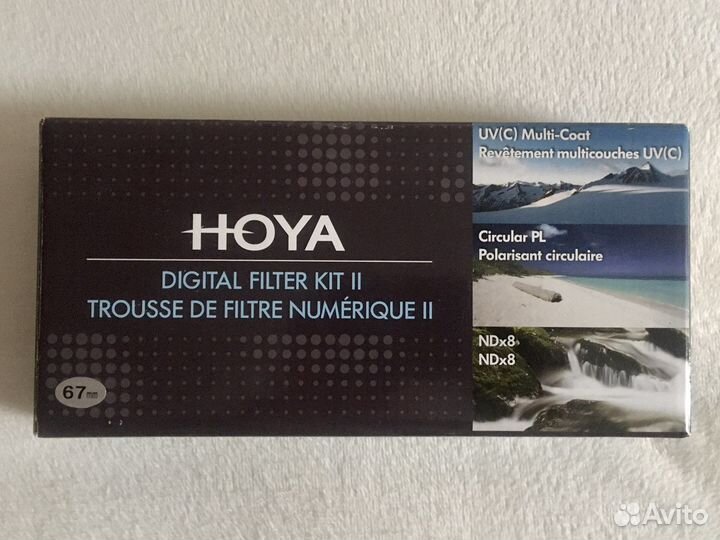 HOYA
DIGITAL FILTER KIT II
TROUSSE DE FILTRE NUMÉRIQUE II
67mm
UV(C) Multi-Coat
Revêtement multicouches UV(C)
Circular PL
Polarisant circulaire
NDx8
NDx8
Avito